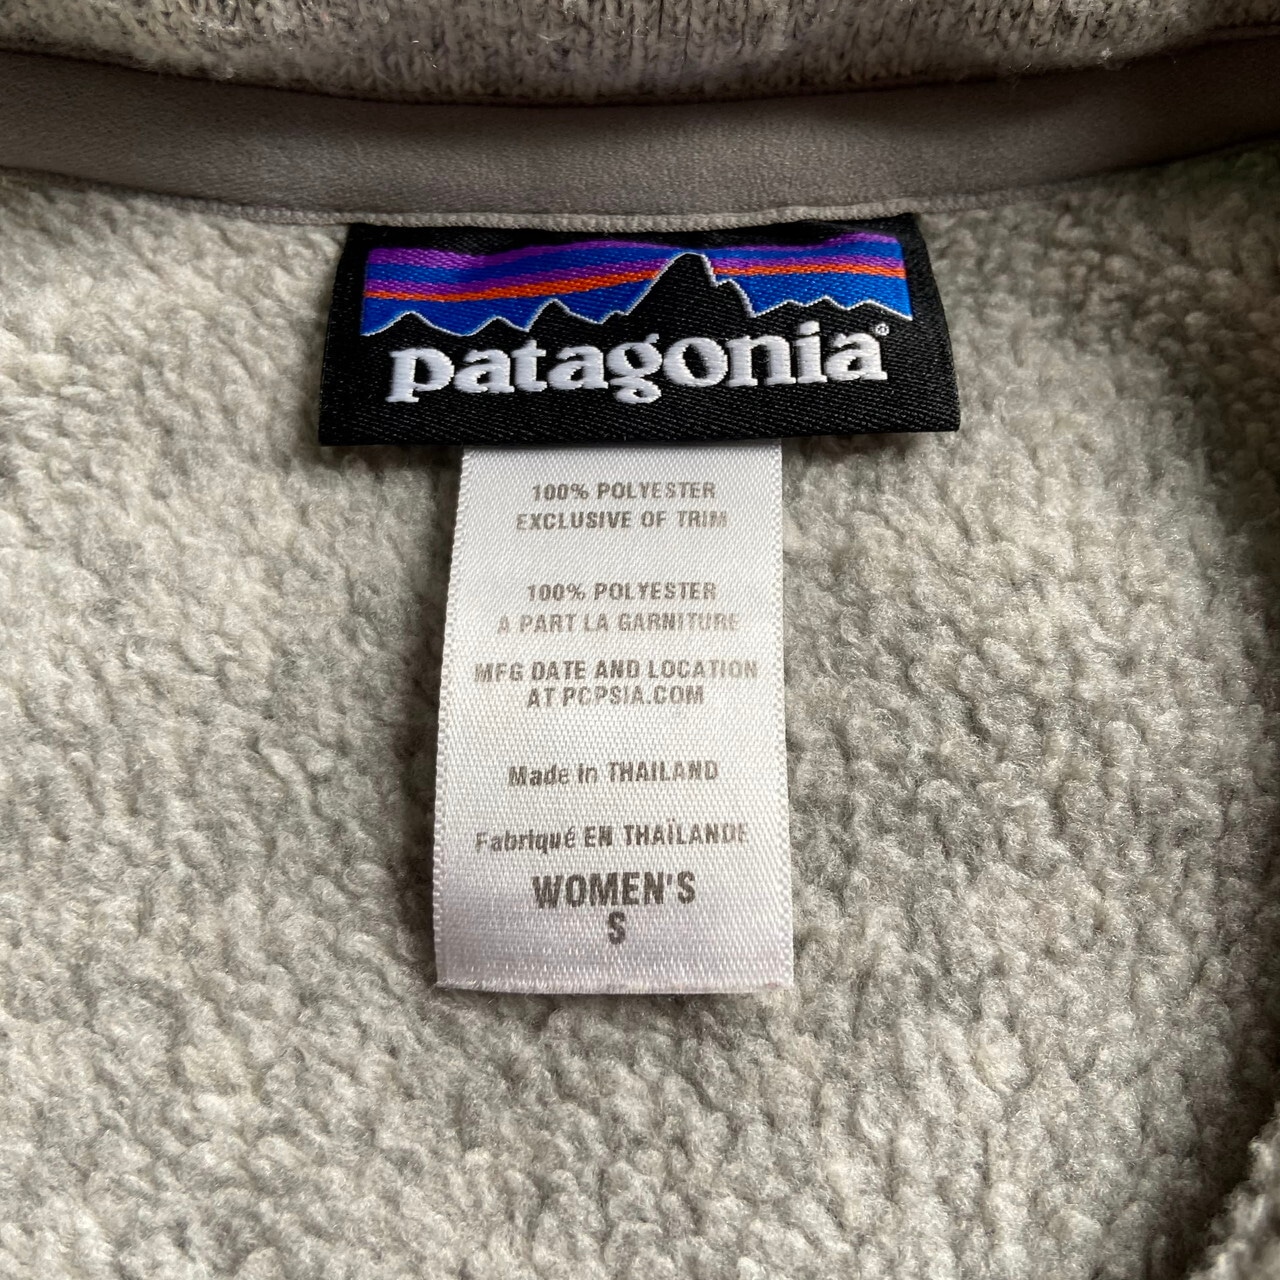 patagonia®
100% POLYESTER
EXCLUSIVE OF TRIM
100% POLYESTER
A PART LA GARNITURE
MFG DATE AND LOCATION
AT PCPSIA.COM
Made in THAILAND
Fabriqué EN THAÏLANDE
WOMEN'S
S